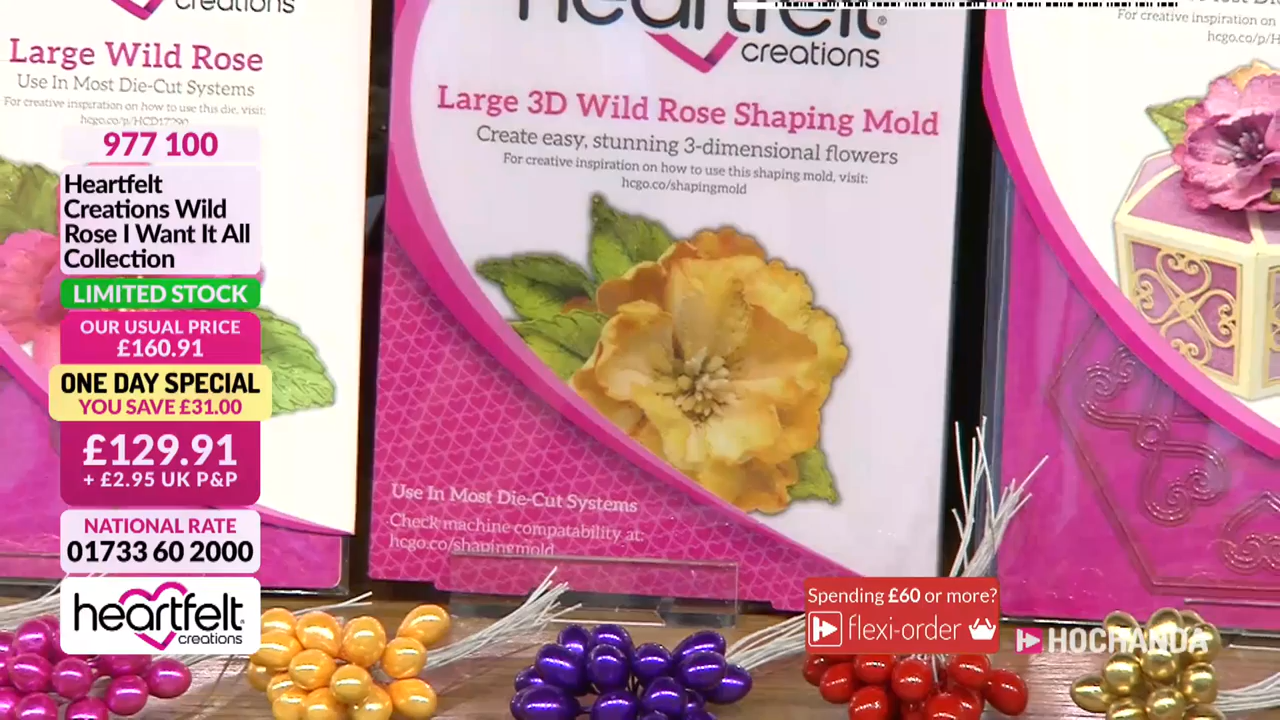 creations
Large Wild Rose
Use In Most Die-Cut Systems
For creative inspiration on how to use this die, visit:
hcgo.co/p/HCD17290
977 100
Heartfelt
Creations Wild
Rose I Want It All
Collection
LIMITED STOCK
OUR USUAL PRICE
£160.91
ONE DAY SPECIAL
YOU SAVE £31.00
£129.91
+ £2.95 UK P&P
NATIONAL RATE
01733 60 2000
heartfelt
creations
heartfelt®
creations
Large 3D Wild Rose Shaping Mold
Create easy, stunning 3-dimensional flowers
For creative inspiration on how to use this shaping mold, visit:
hcgo.co/shapingmold
Use In Most Die-Cut Systems
Check machine compatability at:
hcgo.co/shapingmold
For creative inspiration on
hcgo.co/p/H
Spending £60 or more?
flexi-order
HOCHANDA